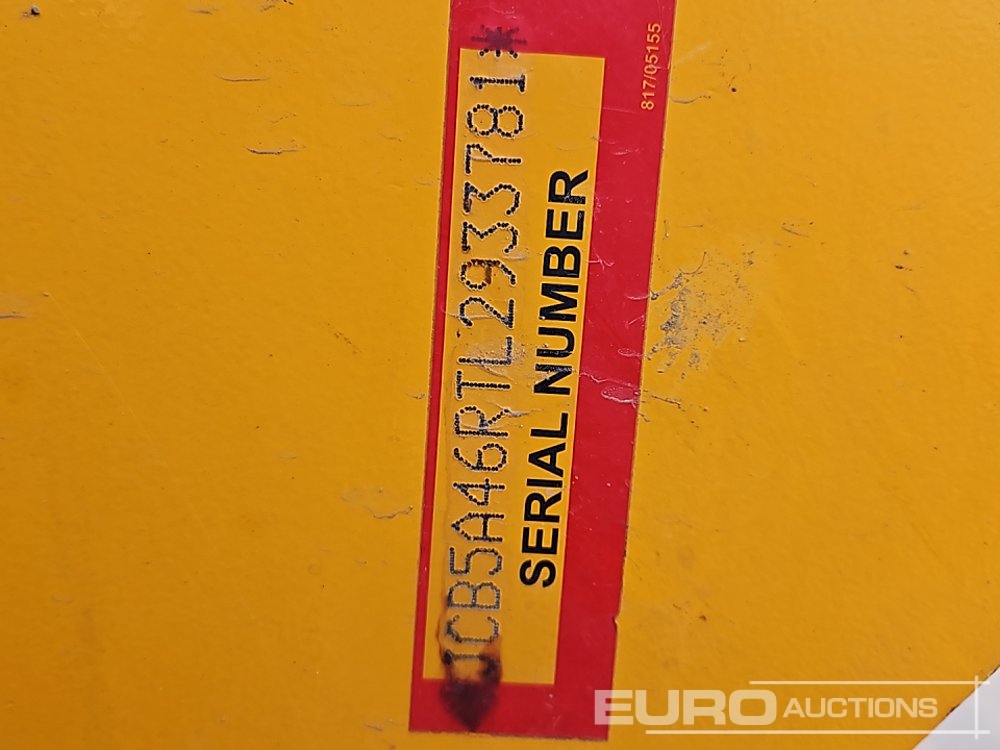 *JCB5A46RTL2933781*
SERIAL NUMBER
817/05155
EURO AUCTIONS